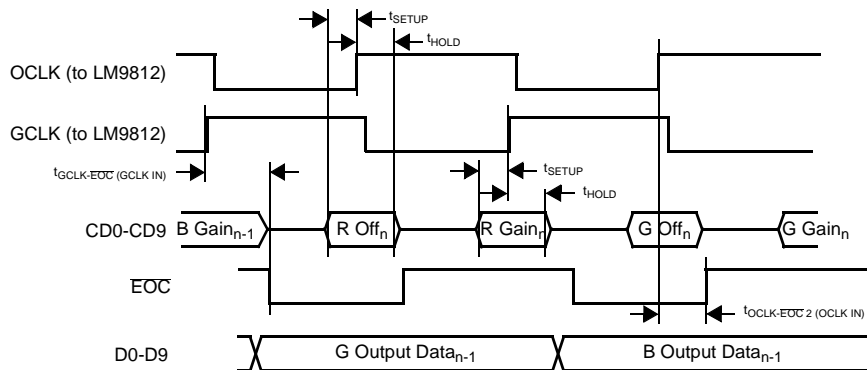 tSETUP
tHOLD
OCLK (to LM9812)
GCLK (to LM9812)
tGCLK-EOC (GCLK IN)
tSETUP
tHOLD
CD0-CD9
B Gainn-1
R Offn
R Gainn
G Offn
G Gainn
EOC
tOCLK-EOC 2 (OCLK IN)
D0-D9
G Output Datan-1
B Output Datan-1